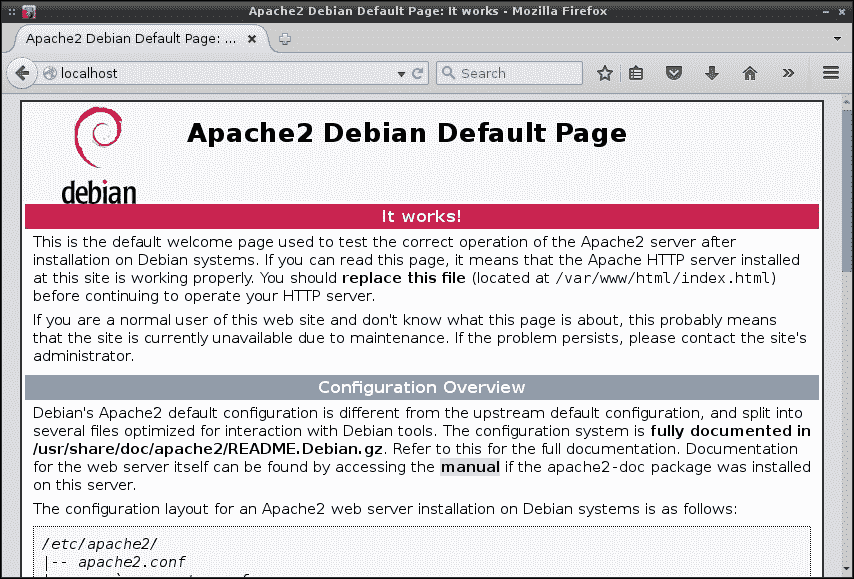 Apache2 Debian Default Page: It works - Mozilla Firefox
Apache2 Debian Default Page: ...
localhost
Search
debian
Apache2 Debian Default Page
It works!
This is the default welcome page used to test the correct operation of the Apache2 server after
installation on Debian systems. If you can read this page, it means that the Apache HTTP server installed
at this site is working properly. You should replace this file (located at /var/www/html/index.html)
before continuing to operate your HTTP server.
If you are a normal user of this web site and don't know what this page is about, this probably means
that the site is currently unavailable due to maintenance. If the problem persists, please contact the site's
administrator.
Configuration Overview
Debian's Apache2 default configuration is different from the upstream default configuration, and split into
several files optimized for interaction with Debian tools. The configuration system is fully documented in
/usr/share/doc/apache2/README.Debian.gz. Refer to this for the full documentation. Documentation
for the web server itself can be found by accessing the manual if the apache2-doc package was installed
on this server.
The configuration layout for an Apache2 web server installation on Debian systems is as follows:
/etc/apache2/
|-- apache2.conf